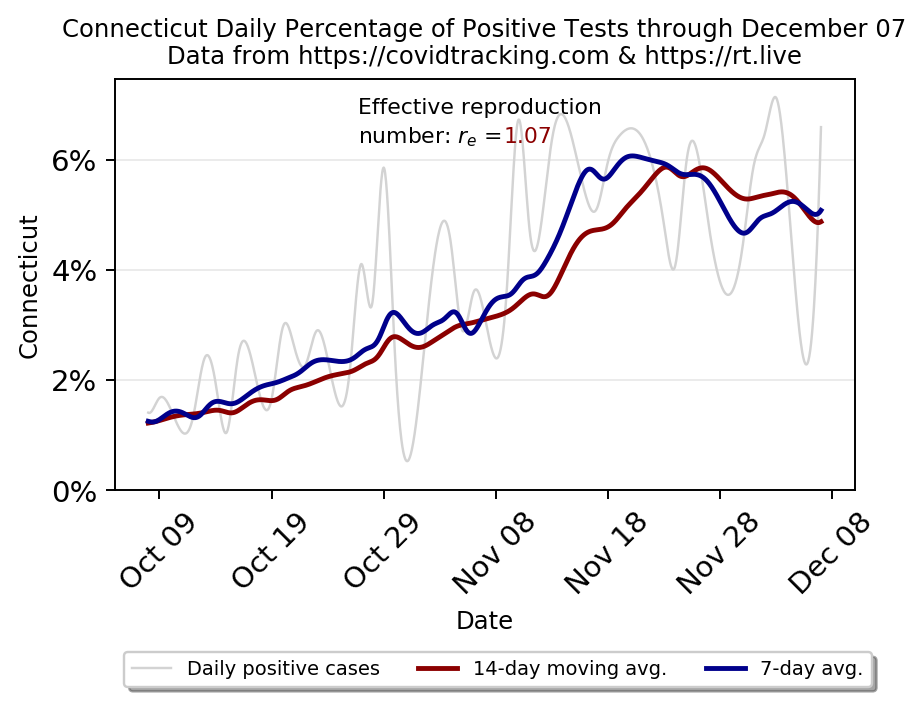 Connecticut Daily Percentage of Positive Tests through December 07
Data from https://covidtracking.com & https://rt.live
Effective reproduction
number: rₑ =1.07
Connecticut
6%
4%
2%
0%
Oct 09
Oct 19
Oct 29
Nov 08
Nov 18
Nov 28
Dec 08
Date
Daily positive cases
14-day moving avg.
7-day avg.